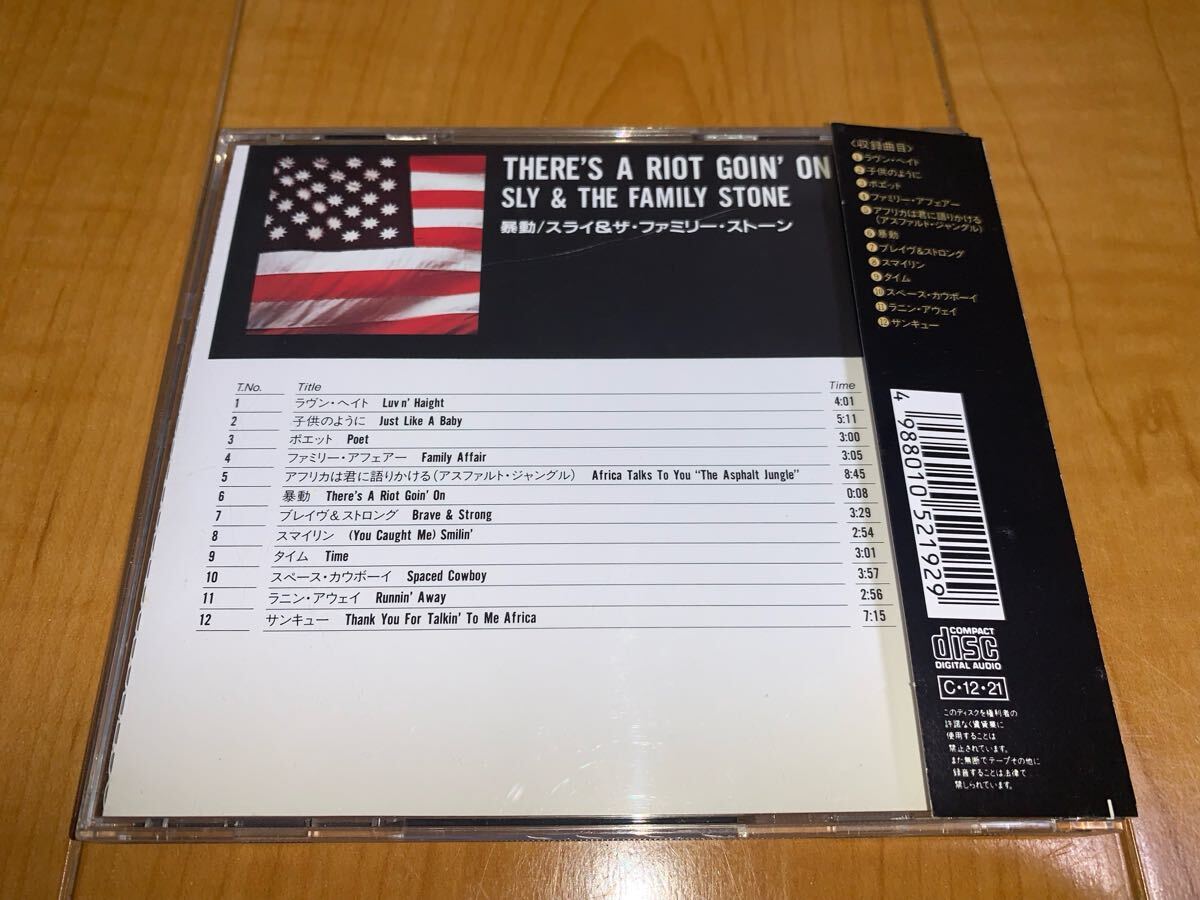 THERE'S A RIOT GOIN' ON
SLY & THE FAMILY STONE
暴動/スライ&ザ・ファミリー・ストーン
T.No. Title Time
1 ラヴン・ヘイト Luv n' Haight 4:01
2 子供のように Just Like A Baby 5:11
3 ポエット Poet 3:00
4 ファミリー・アフェアー Family Affair 3:05
5 アフリカは君に語りかける(アスファルト・ジャングル) Africa Talks To You "The Asphalt Jungle" 8:45
6 暴動 There's A Riot Goin' On 0:08
7 ブレイヴ&ストロング Brave & Strong 3:29
8 スマイリン (You Caught Me) Smilin' 2:54
9 タイム Time 3:01
10 スペース・カウボーイ Spaced Cowboy 3:57
11 ラニン・アウェイ Runnin' Away 2:56
12 サンキュー Thank You For Talkin' To Me Africa 7:15
〈収録曲目〉
❶ラヴン・ヘイト
❷子供のように
❸ポエット
❹ファミリー・アフェアー
❺アフリカは君に語りかける
(アスファルト・ジャングル)
❻暴動
❼ブレイヴ&ストロング
❽スマイリン
❾タイム
❿スペース・カウボーイ
⓫ラニン・アウェイ
⓬サンキュー
4 988010 521929
COMPACT
disc
DIGITAL AUDIO
C・12・21
このディスクを権利者の
許諾なく賃貸業に
使用することは
禁止されています。
また無断でテープその他に
録音することは法律で
禁じられています。